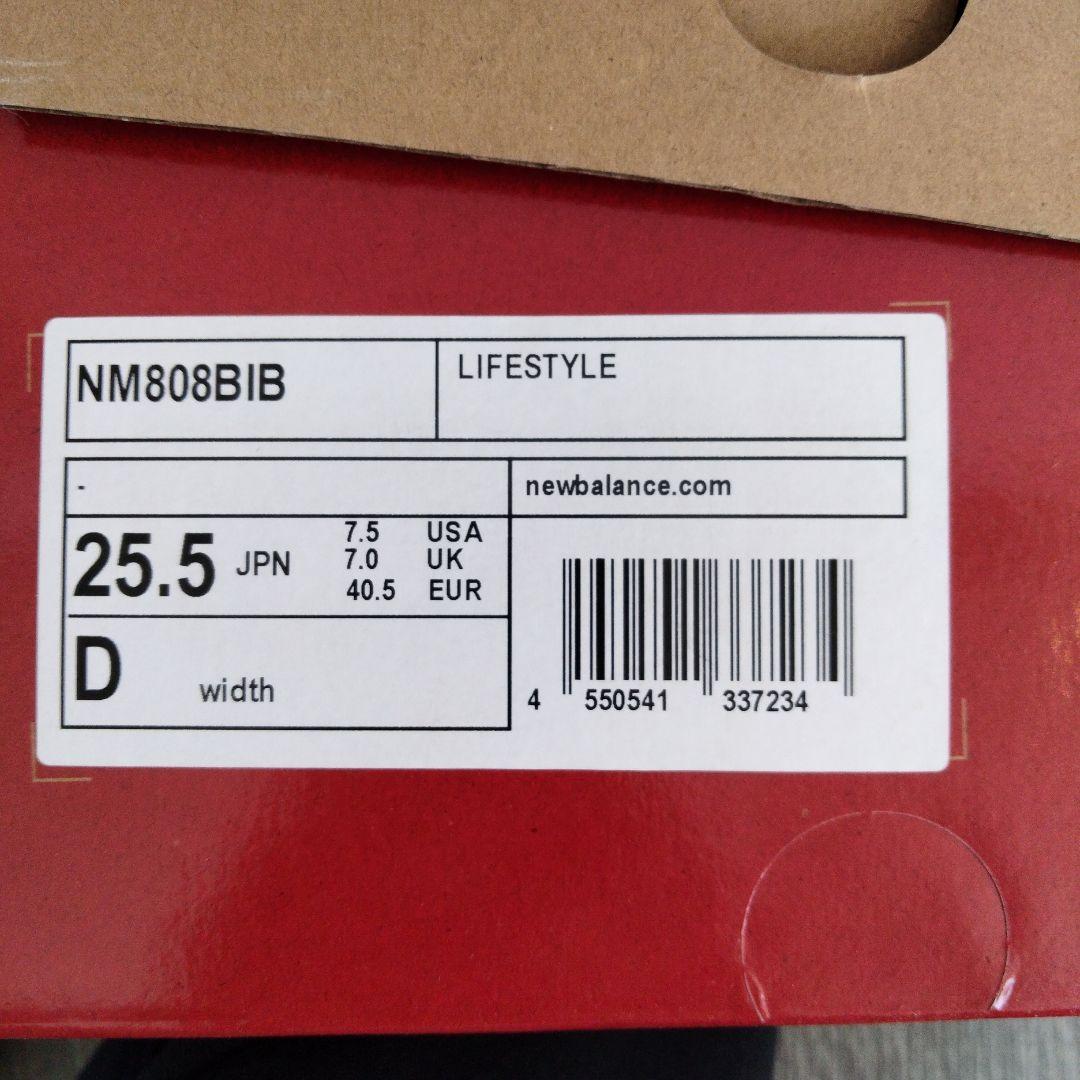 NM808BIB
LIFESTYLE
-
newbalance.com
25.5 JPN
7.5 USA
7.0 UK
40.5 EUR
D width
4 550541 337234